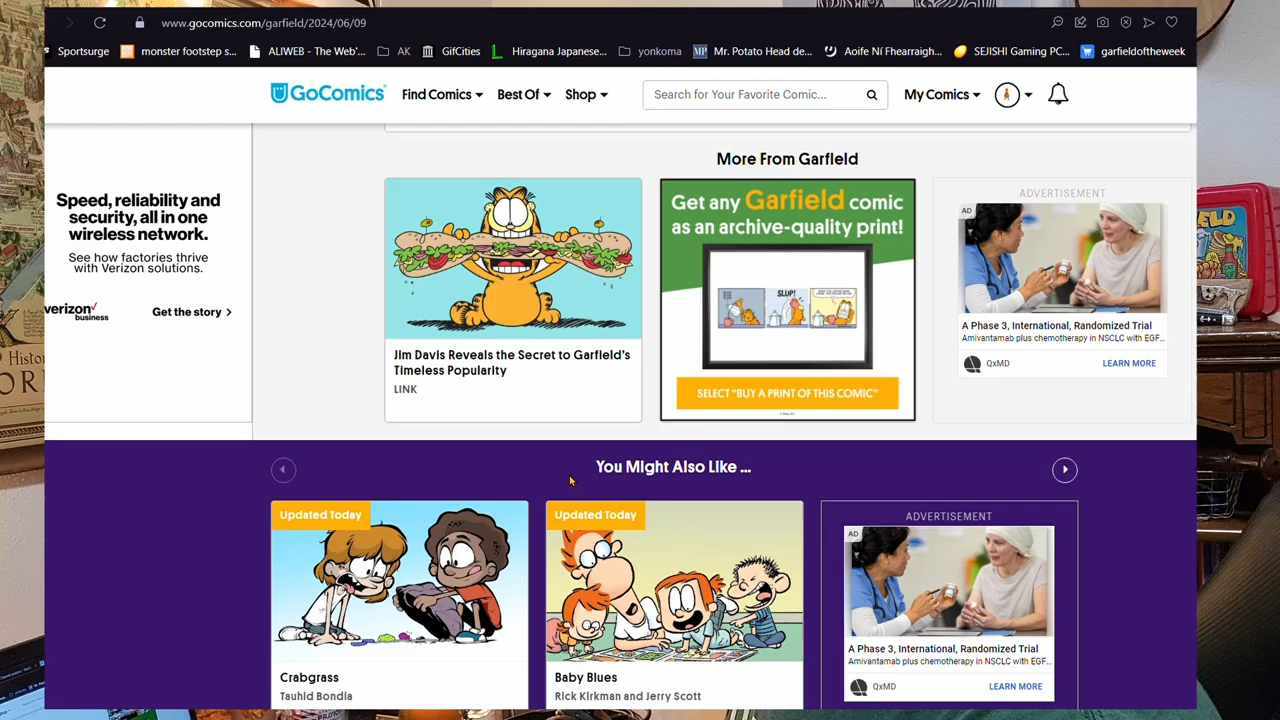 www.gocomics.com/garfield/2024/06/09
Sportsurge
monster footstep s...
ALIWEB - The Web'...
AK
GifCities
Hiragana Japanese...
yonkoma
MP
Mr. Potato Head de...
Aoife Ní Fhearraigh...
SEJISHI Gaming PC...
garfieldoftheweek
GoComics
Find Comics
Best Of
Shop
Search for Your Favorite Comic...
My Comics
More From Garfield
Speed, reliability and
security, all in one
wireless network.
See how factories thrive
with Verizon solutions.
verizon
business
Get the story
Jim Davis Reveals the Secret to Garfield's
Timeless Popularity
LINK
Get any Garfield comic
as an archive-quality print!
SLUP!
SELECT "BUY A PRINT OF THIS COMIC"
ADVERTISEMENT
AD
A Phase 3, International, Randomized Trial
Amivantamab plus chemotherapy in NSCLC with EGF...
QxMD
LEARN MORE
You Might Also Like ...
Updated Today
Crabgrass
Tauhid Bondia
Updated Today
Baby Blues
Rick Kirkman and Jerry Scott
ADVERTISEMENT
AD
A Phase 3, International, Randomized Trial
Amivantamab plus chemotherapy in NSCLC with EGF...
QxMD
LEARN MORE